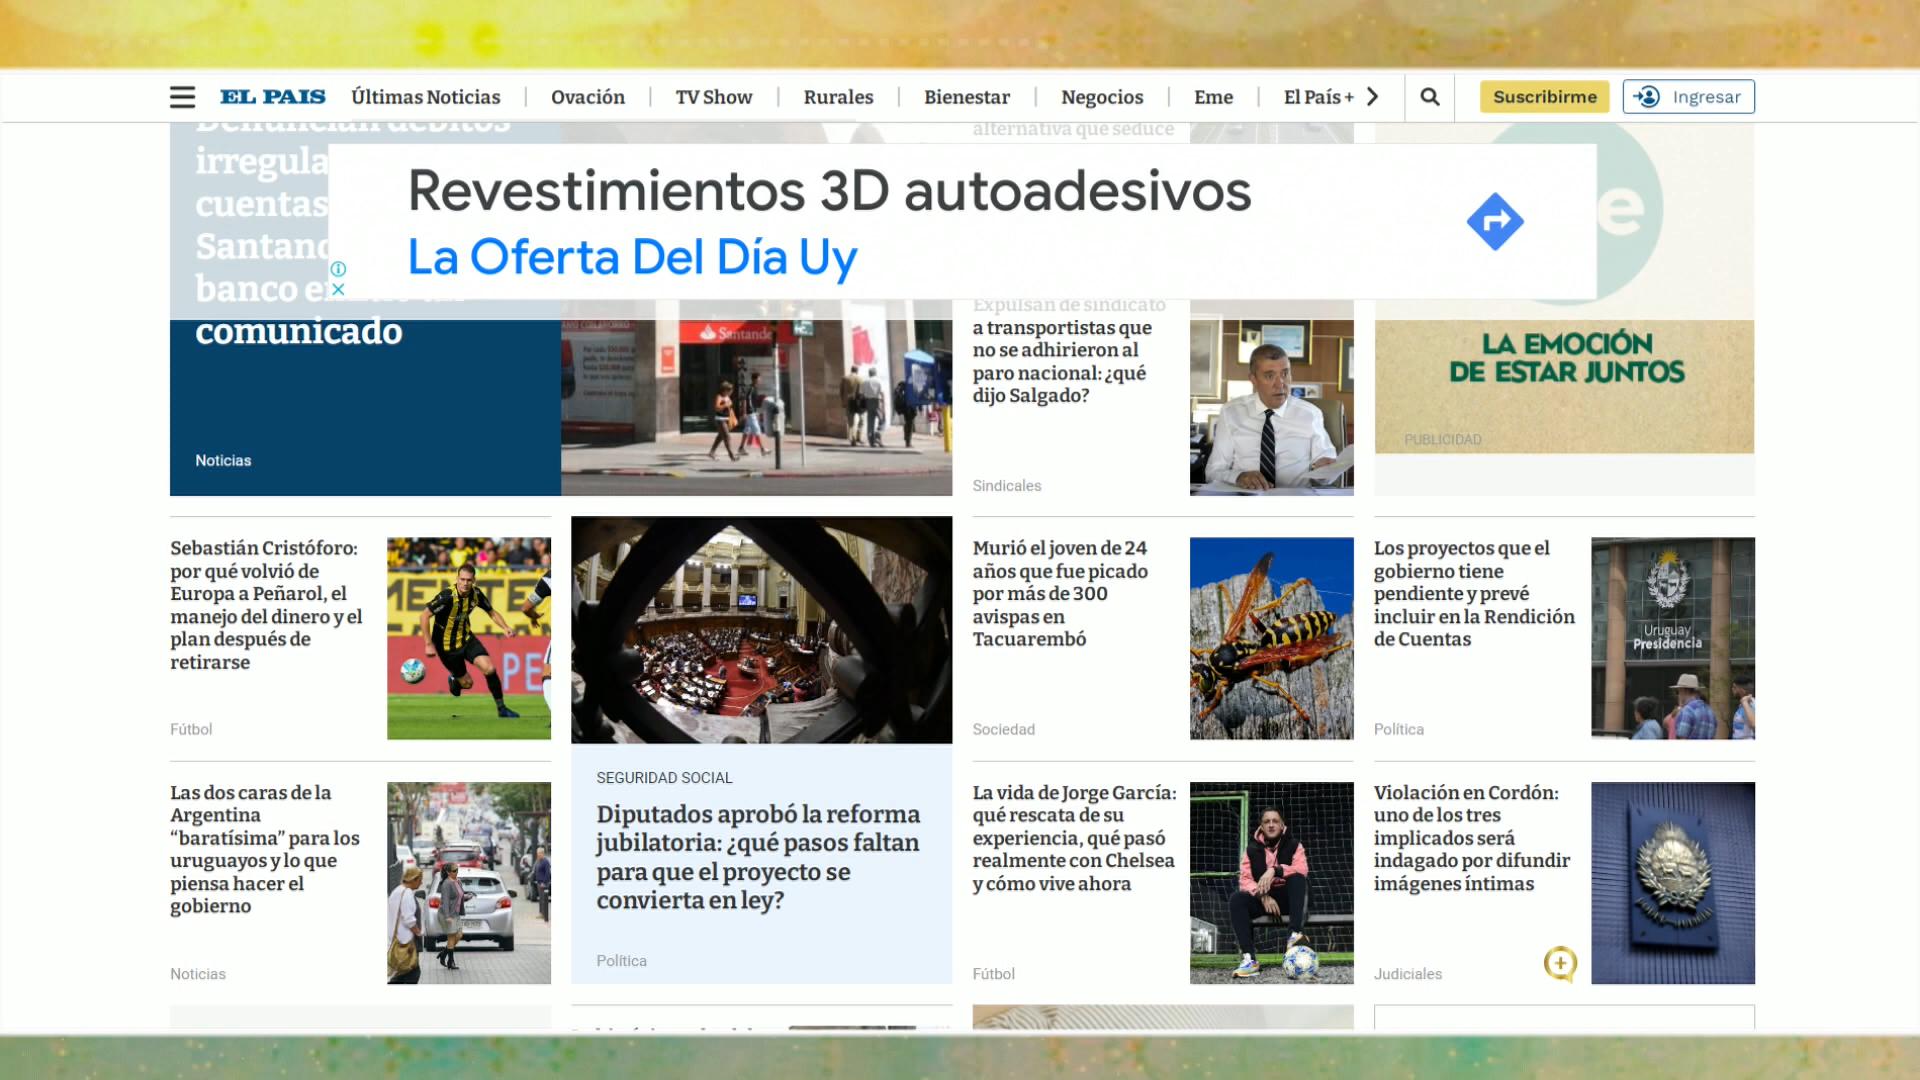 EL PAIS
Últimas Noticias
Ovación
TV Show
Rurales
Bienestar
Negocios
Eme
El País +
Suscribirme
Ingresar
Denuncian débitos
irregula
cuentas
Santand
banco e
comunicado
Noticias
alternativa que seduce
Revestimientos 3D autoadesivos
La Oferta Del Día Uy
Santander
Expulsan de sindicato
a transportistas que
no se adhirieron al
paro nacional: ¿qué
dijo Salgado?
Sindicales
e
LA EMOCIÓN
DE ESTAR JUNTOS
PUBLICIDAD
Sebastián Cristóforo:
por qué volvió de
Europa a Peñarol, el
manejo del dinero y el
plan después de
retirarse
Fútbol
Murió el joven de 24
años que fue picado
por más de 300
avispas en
Tacuarembó
Sociedad
Los proyectos que el
gobierno tiene
pendiente y prevé
incluir en la Rendición
de Cuentas
Política
Uruguay
Presidencia
Las dos caras de la
Argentina
“baratísima” para los
uruguayos y lo que
piensa hacer el
gobierno
Noticias
SEGURIDAD SOCIAL
Diputados aprobó la reforma
jubilatoria: ¿qué pasos faltan
para que el proyecto se
convierta en ley?
Política
La vida de Jorge García:
qué rescata de su
experiencia, qué pasó
realmente con Chelsea
y cómo vive ahora
Fútbol
Violación en Cordón:
uno de los tres
implicados será
indagado por difundir
imágenes íntimas
Judiciales